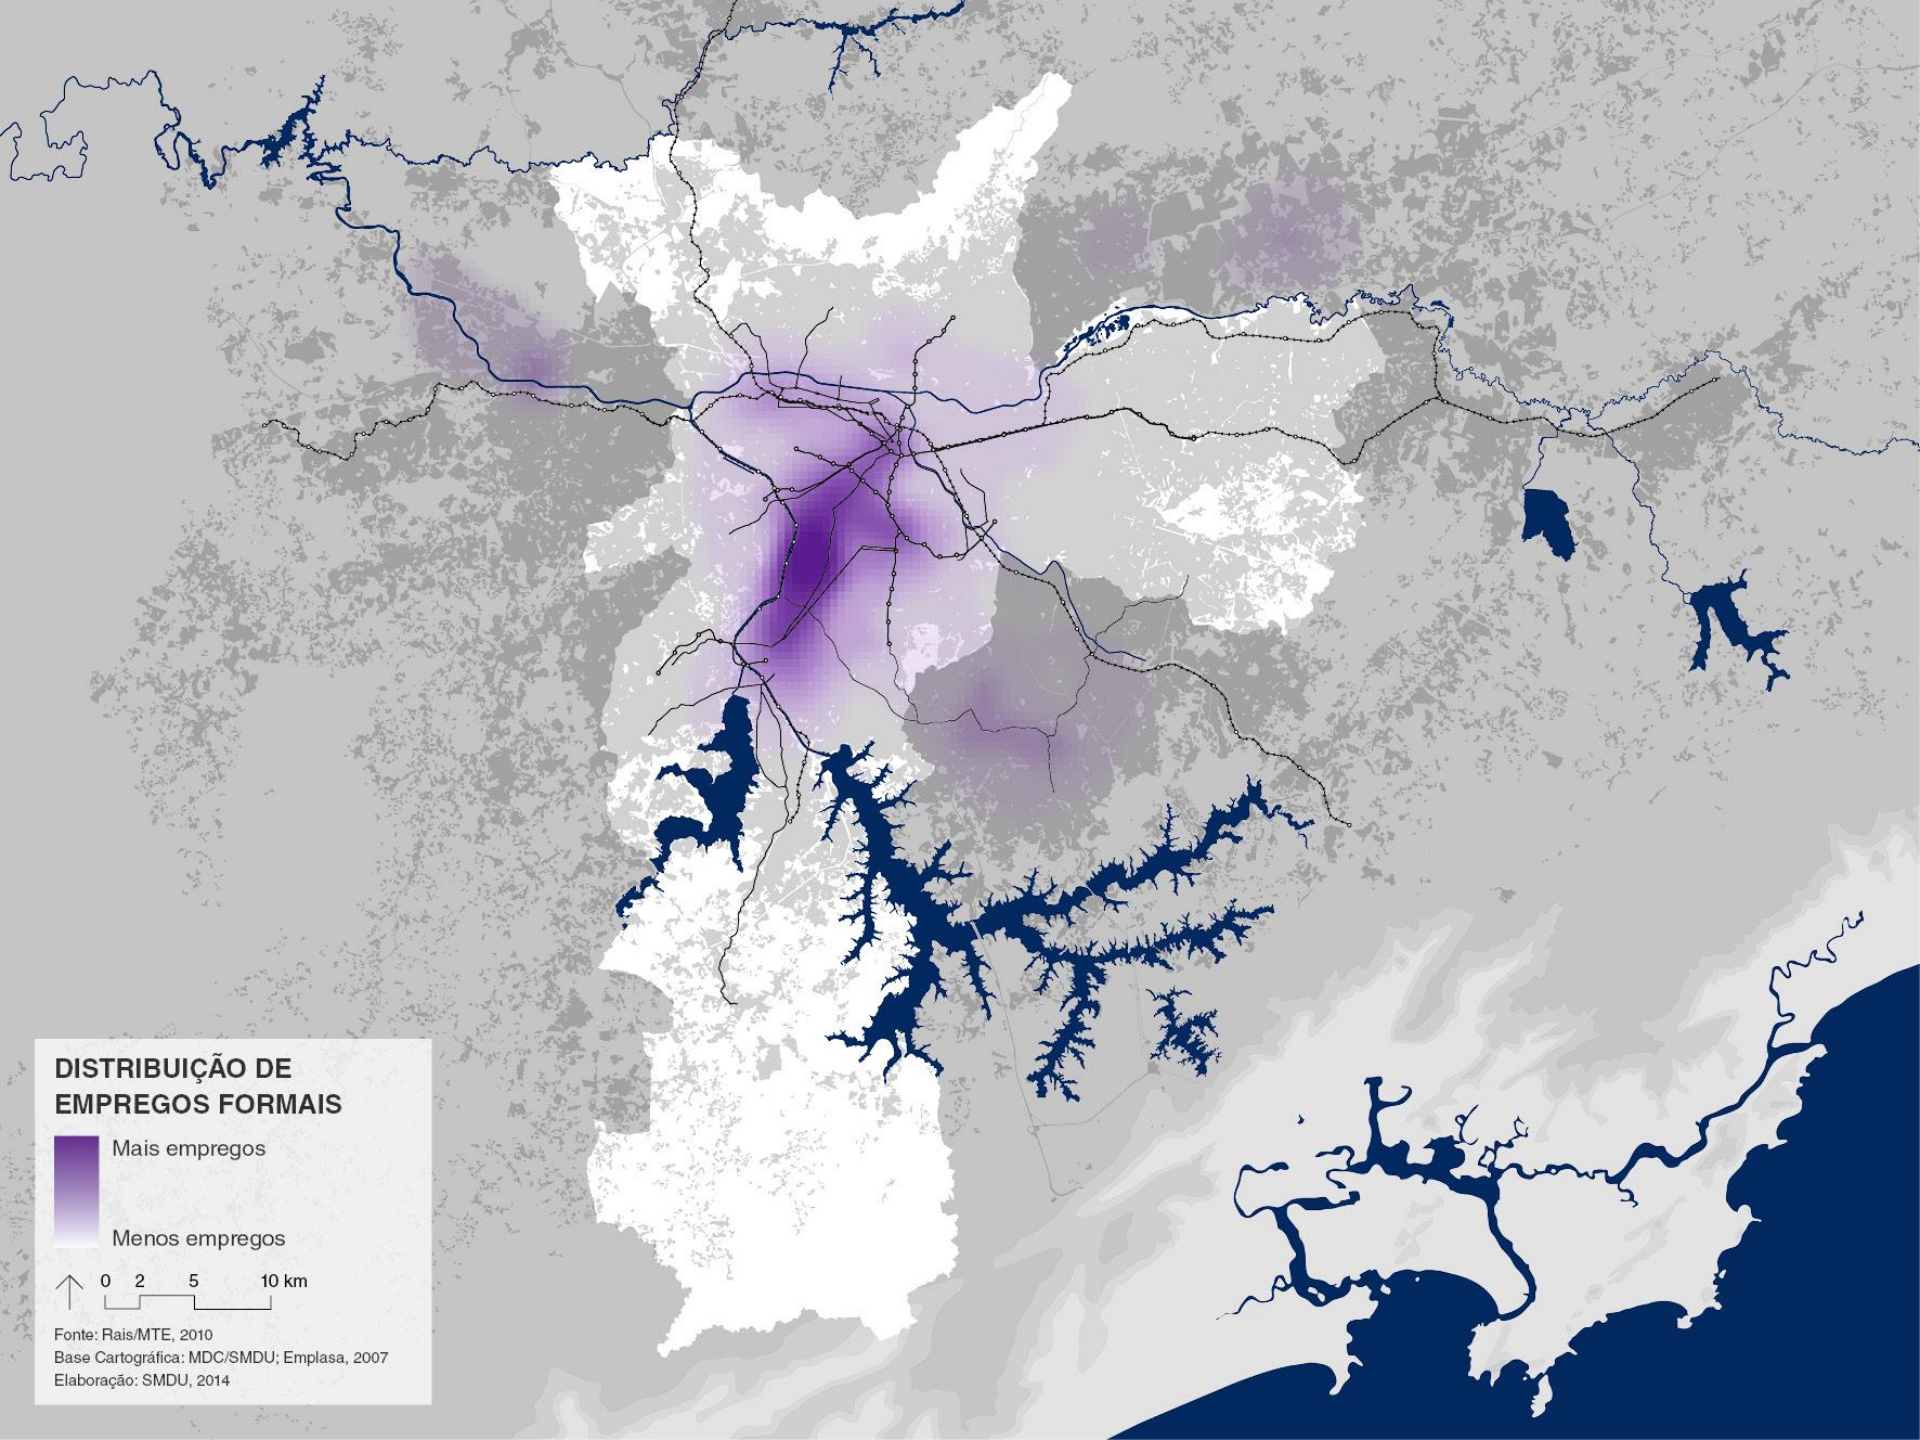 DISTRIBUIÇÃO DE
EMPREGOS FORMAIS
Mais empregos
Menos empregos
0 2 5 10 km
Fonte: Rais/MTE, 2010
Base Cartográfica: MDC/SMDU; Emplasa, 2007
Elaboração: SMDU, 2014